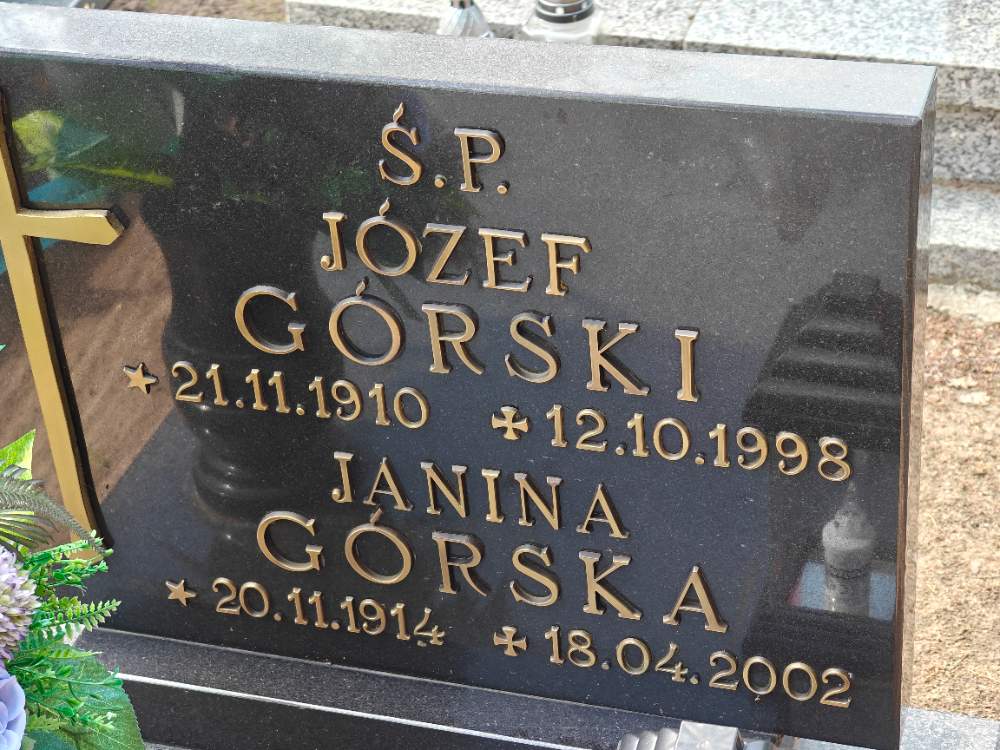 Ś.P.
JÓZEF
GÓRSKI
21.11.1910 12.10.1998
JANINA
GÓRSKA
20.11.1914 18.04.2002